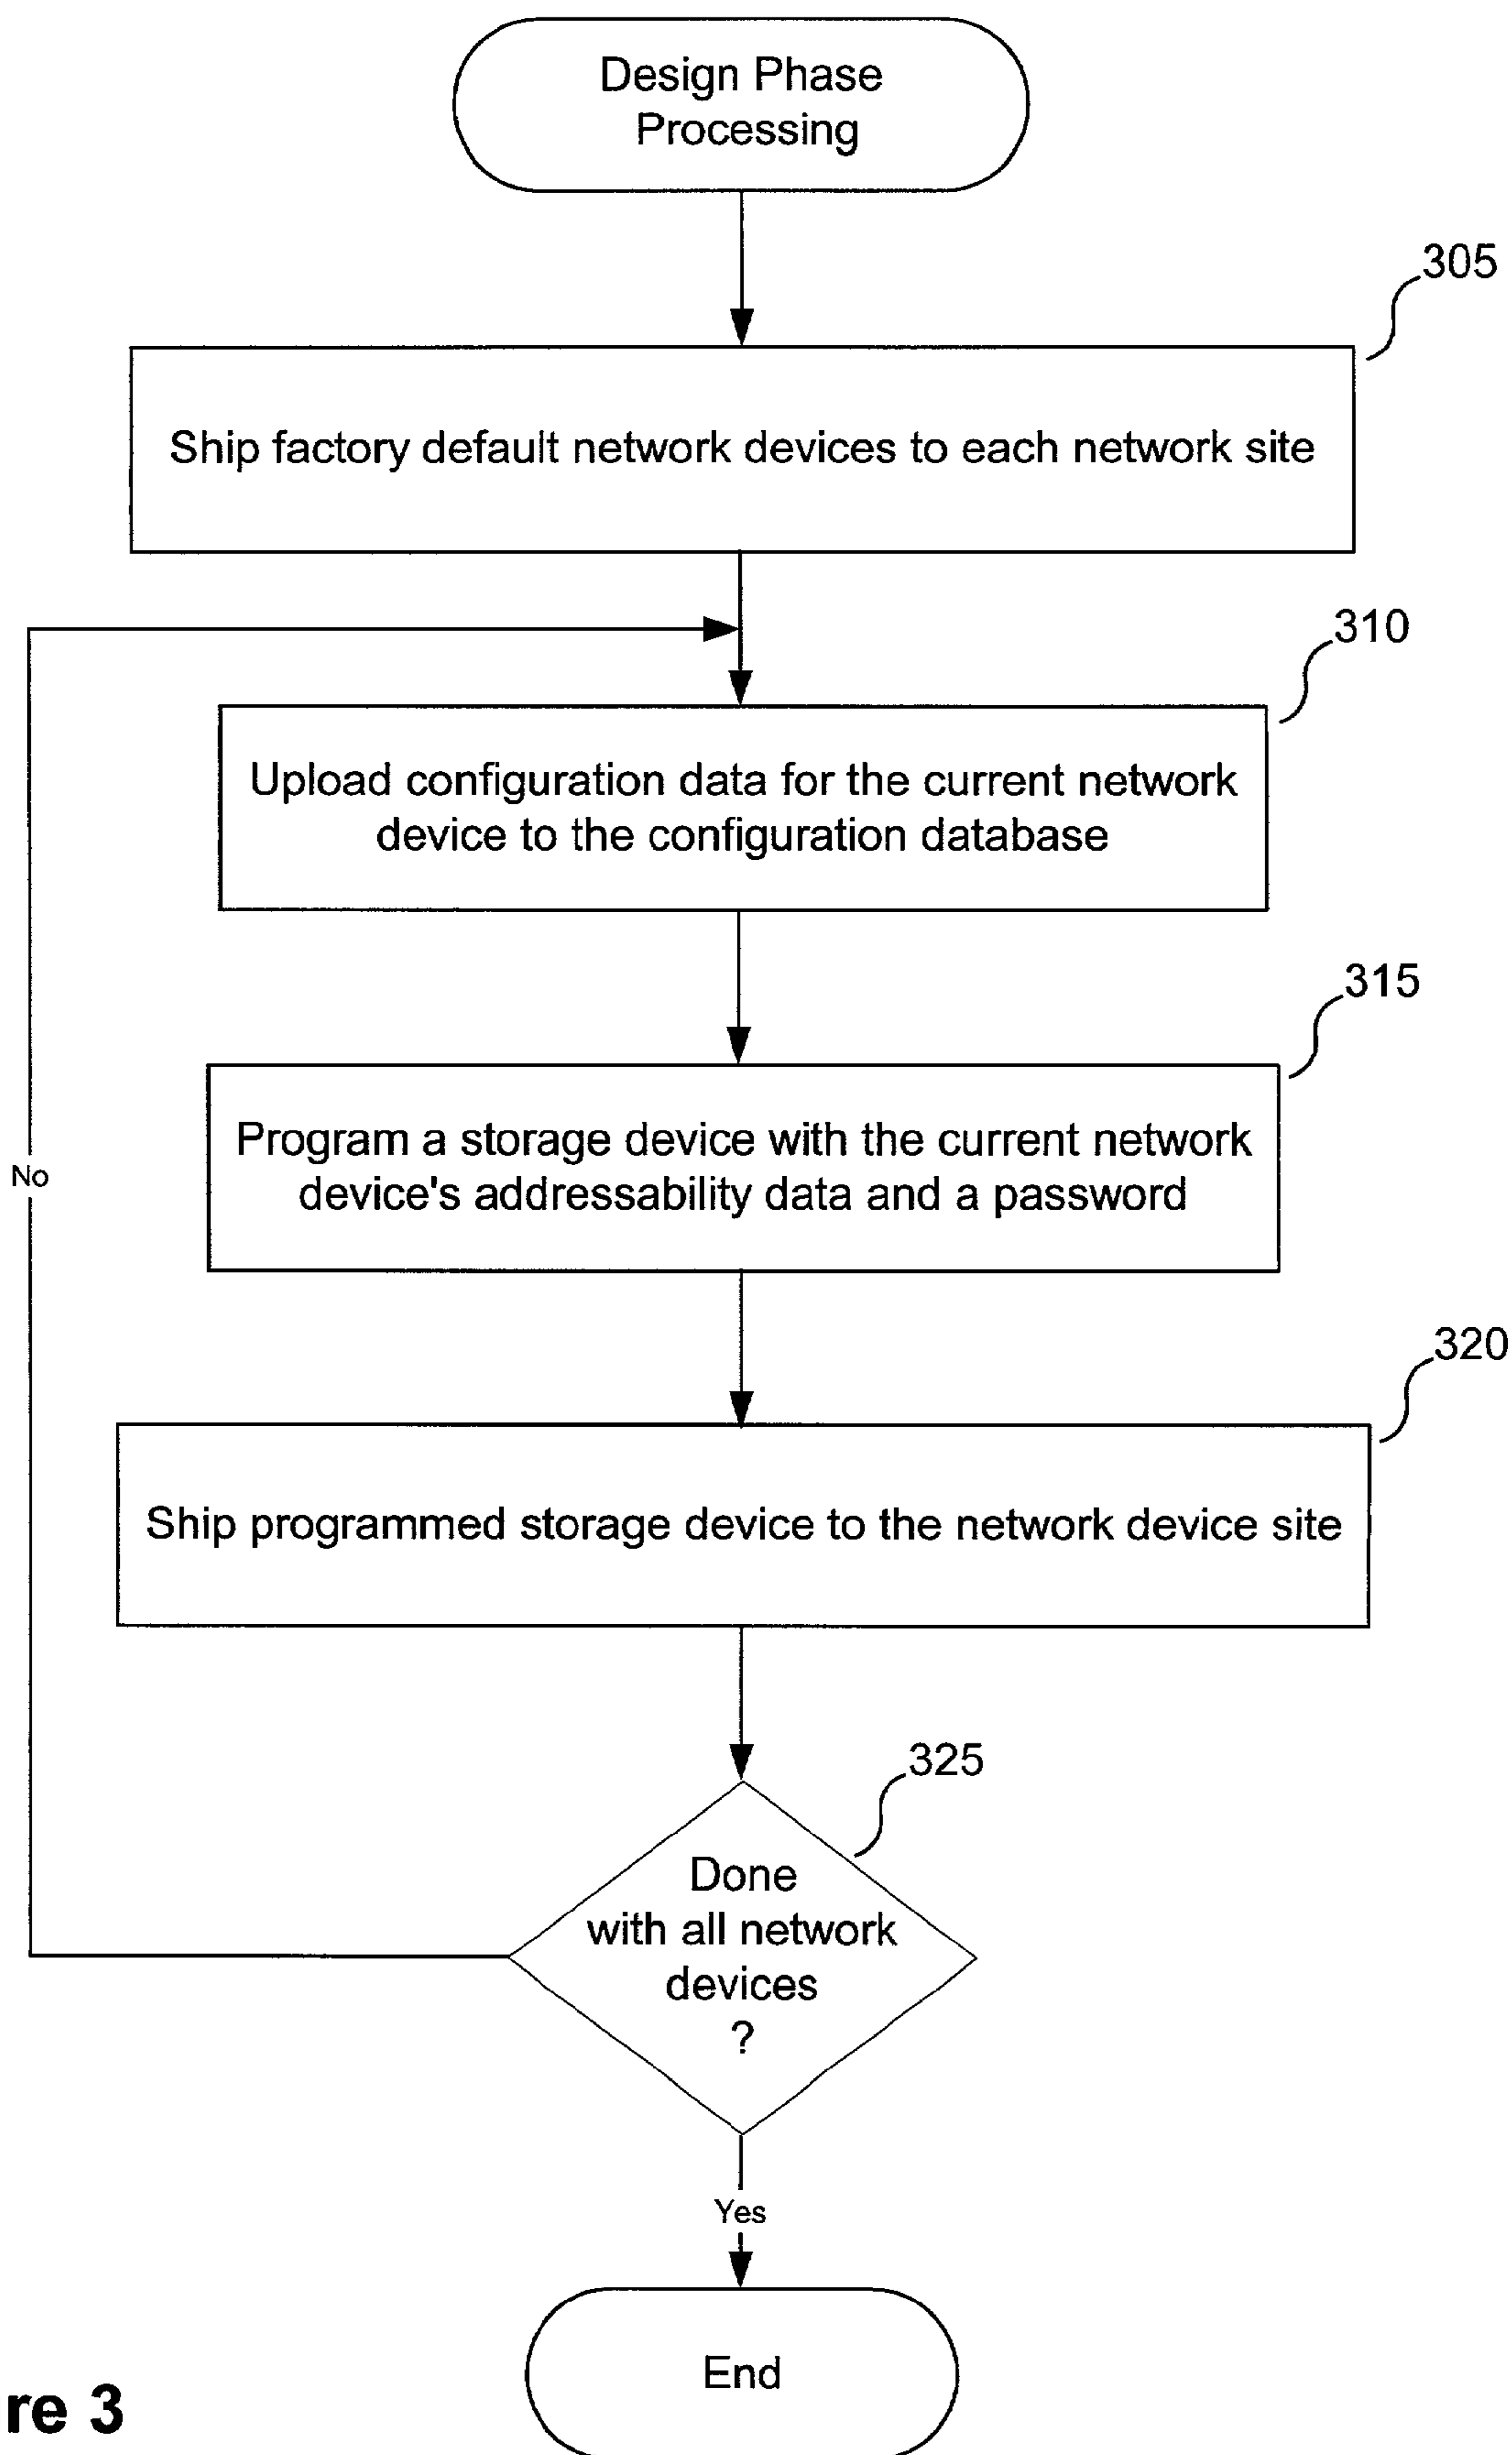 Design Phase
Processing
305
Ship factory default network devices to each network site
310
Upload configuration data for the current network
device to the configuration database
315
Program a storage device with the current network
device's addressability data and a password
No
320
Ship programmed storage device to the network device site
325
Done
with all network
devices
?
Yes
End
re 3